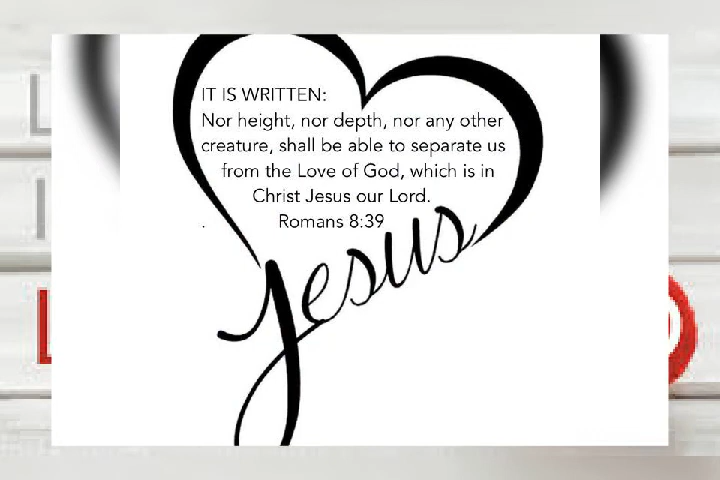 IT IS WRITTEN:
Nor height, nor depth, nor any other
creature, shall be able to separate us
from the Love of God, which is in
Christ Jesus our Lord.
. Romans 8:39
Jesus